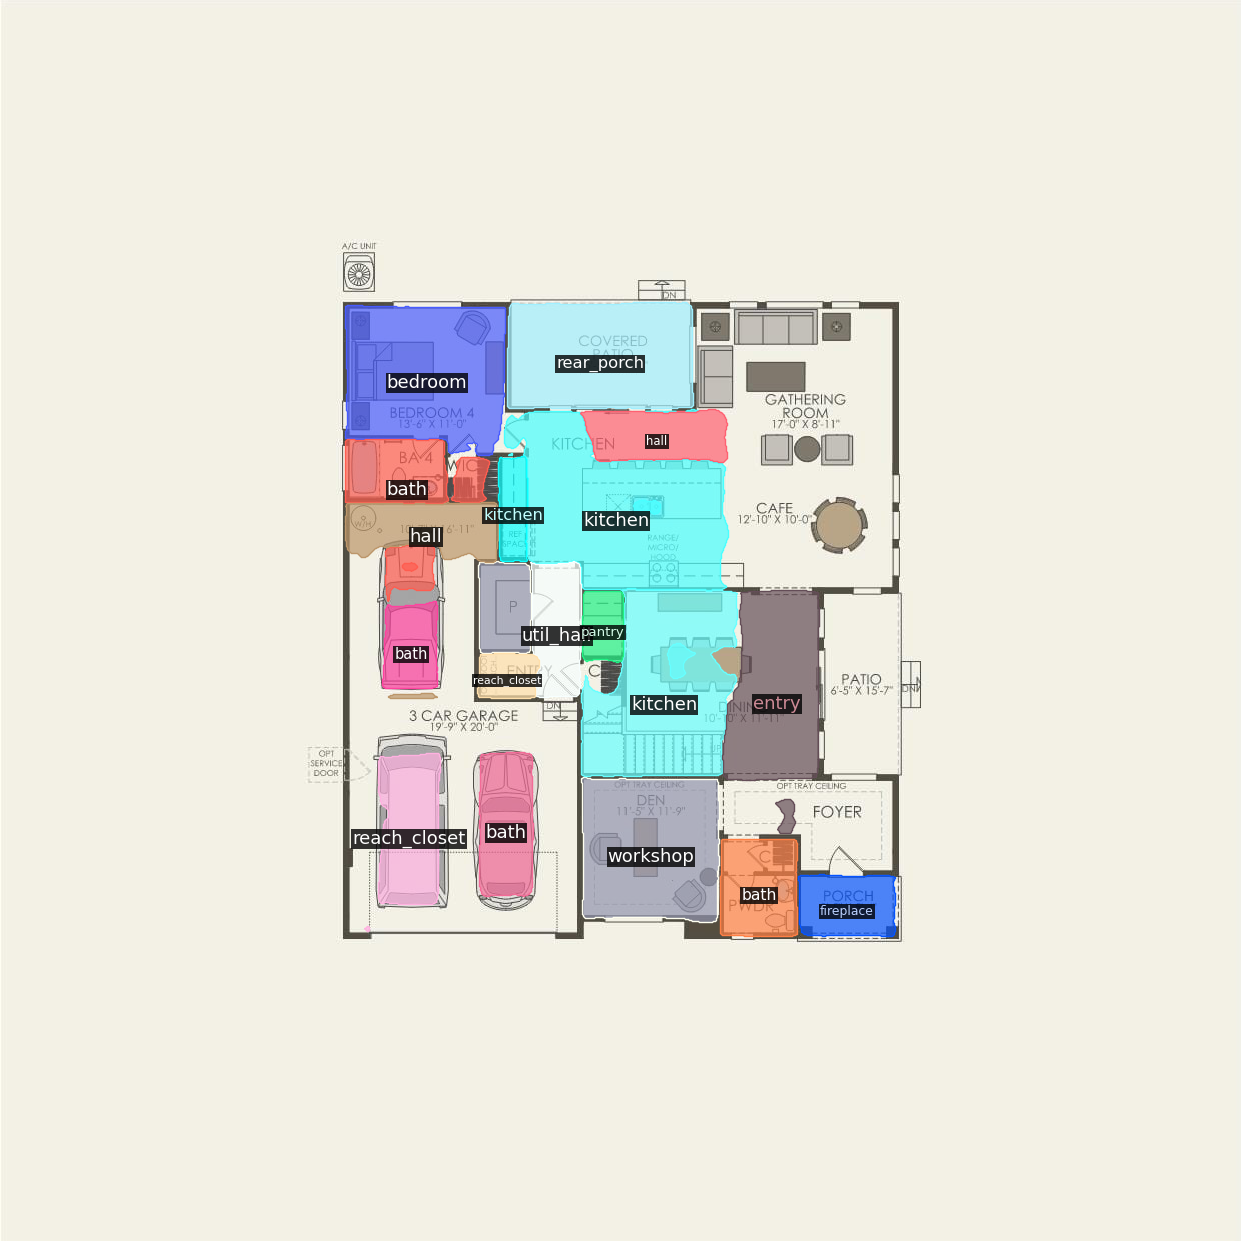 A/C UNIT
DN
COVERED
PATIO
rear_porch
bedroom
BEDROOM 4
13'-6" X 11'-0"
GATHERING
ROOM
17'-0" X 8'-11"
KITCHEN
hall
BA 4
WIC
bath
kitchen
kitchen
CAFE
12'-10" X 10'-0"
W/H
6'-11"
hall
REF
SPACE
RANGE/
MICRO/
HOOD
P
util_hall
pantry
bath
ENTRY
reach_closet
C
PATIO
6'-5" X 15'-7"
DN
kitchen
entry
DINING
10'-10" X 11'-11"
DN
3 CAR GARAGE
19'-9" X 20'-0"
UP
OPT
SERVICE
DOOR
OPT TRAY CEILING
OPT TRAY CEILING
DEN
11'-5" X 11'-9"
FOYER
reach_closet
bath
workshop
C
bath
PWDR
PORCH
fireplace